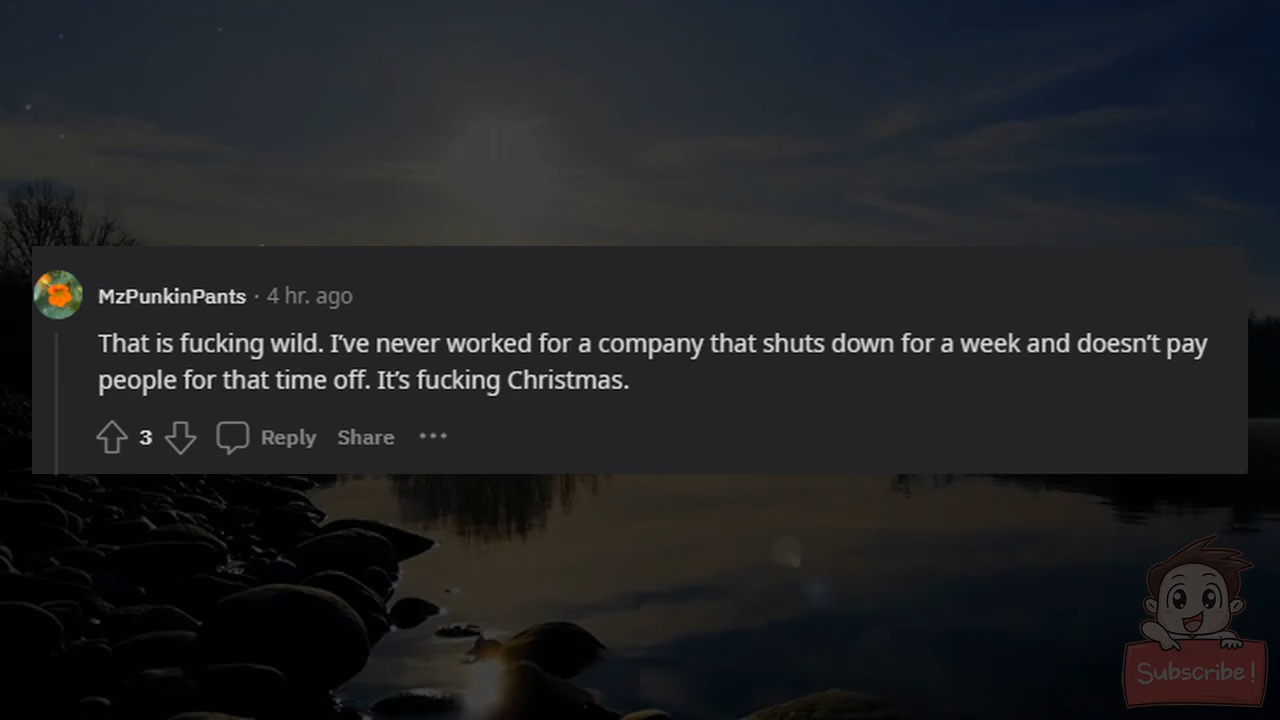 MzPunkinPants · 4 hr. ago
That is fucking wild. I’ve never worked for a company that shuts down for a week and doesn’t pay
people for that time off. It’s fucking Christmas.
3 Reply Share •••
Subscribe!